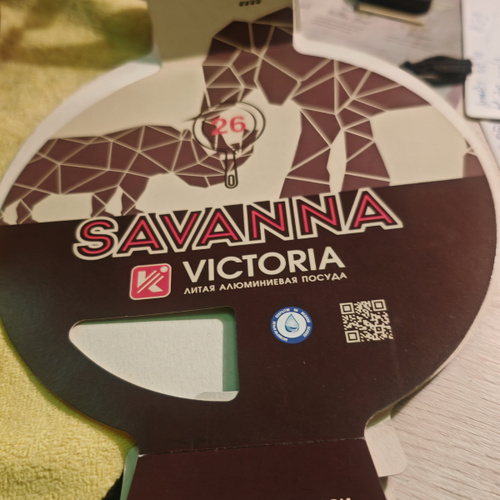 26
SAVANNA
VICTORIA
ЛИТАЯ АЛЮМИНИЕВАЯ ПОСУДА